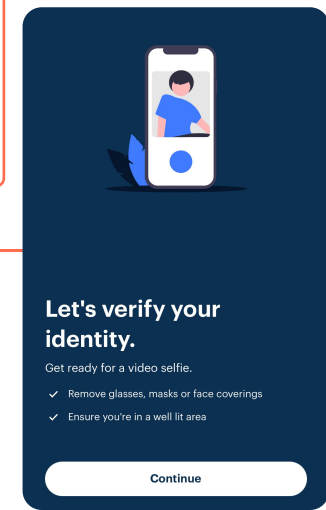 Let's verify your
identity.
Get ready for a video selfie.
Remove glasses, masks or face coverings
Ensure you're in a well lit area
Continue